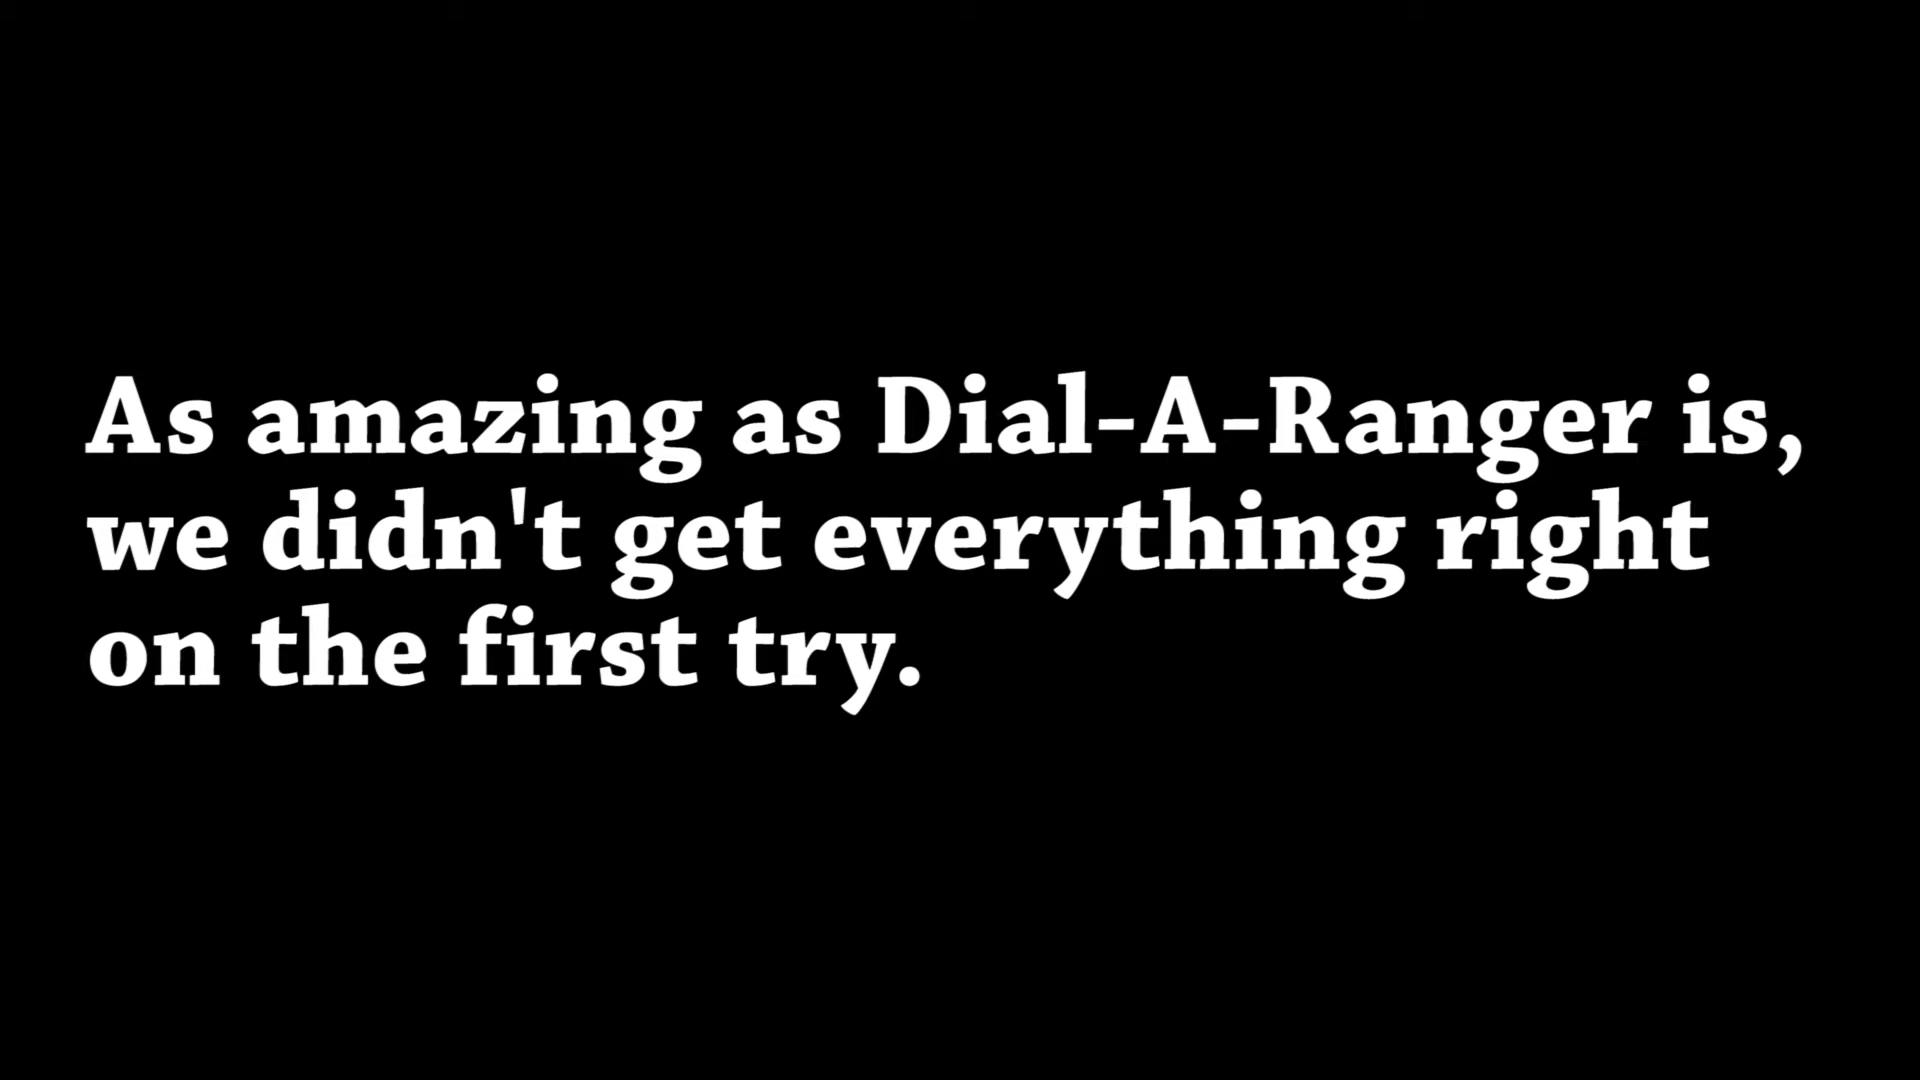 As amazing as Dial-A-Ranger is,
we didn't get everything right
on the first try.